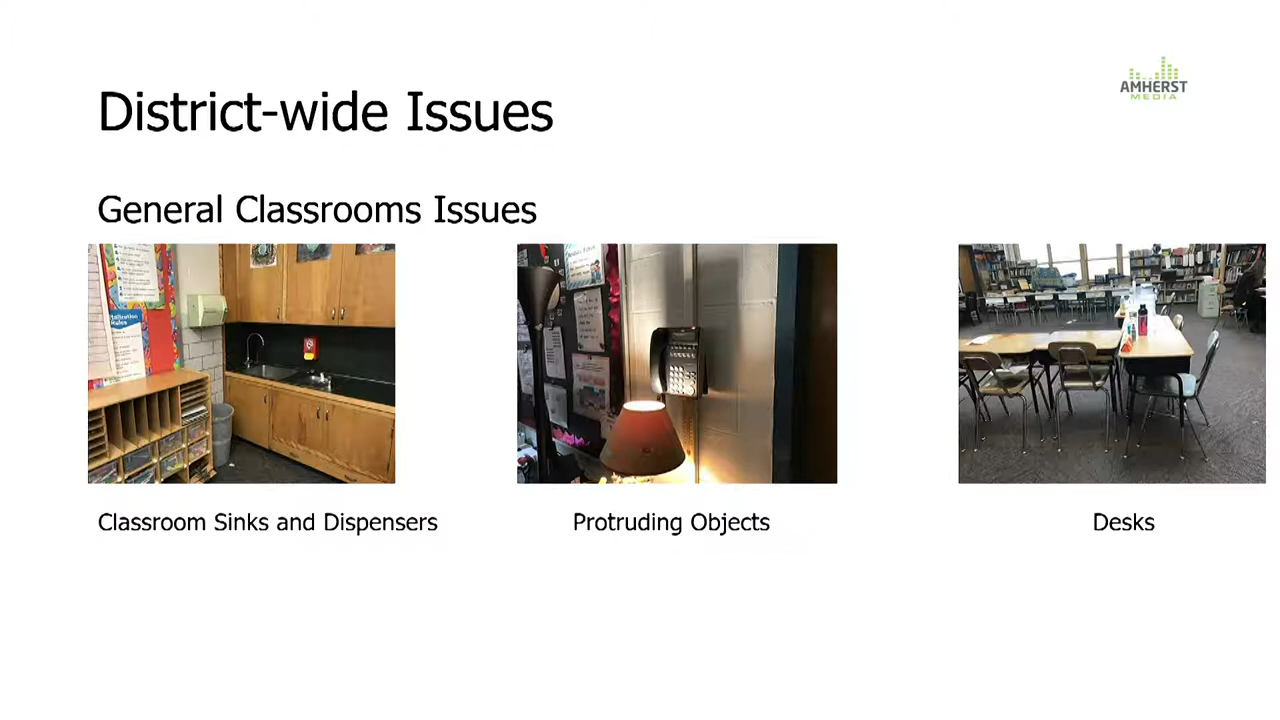 AMHERST
MEDIA
District-wide Issues
General Classrooms Issues
Classroom Sinks and Dispensers
Protruding Objects
Desks